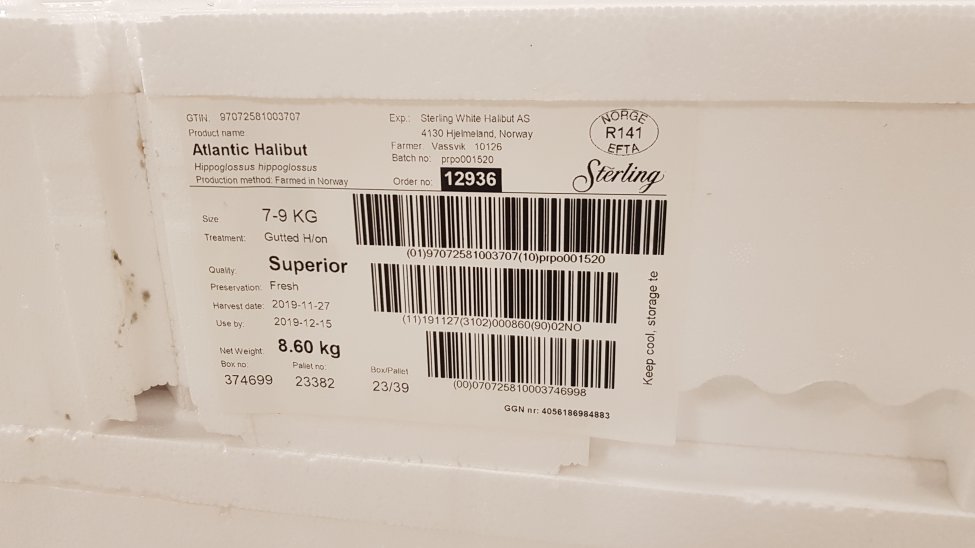 GTIN: 97072581003707
Product name
Atlantic Halibut
Hippoglossus hippoglossus
Production method: Farmed in Norway
Exp.: Sterling White Halibut AS
4130 Hjelmeland, Norway
Farmer: Vassvik 10126
Batch no: prpo001520
Order no: 12936
NORGE
R141
EFTA
Sterling
Size: 7-9 KG
Treatment: Gutted H/on
Quality: Superior
Preservation: Fresh
Harvest date: 2019-11-27
Use by: 2019-12-15
Net Weight: 8.60 kg
Box no: Pallet no: Box/Pallet
374699 23382 23/39
(01)97072581003707(10)prpo001520
(11)191127(3102)000860(90)02NO
(00)070725810003746998
GGN nr: 4056186984883
Keep cool, storage te